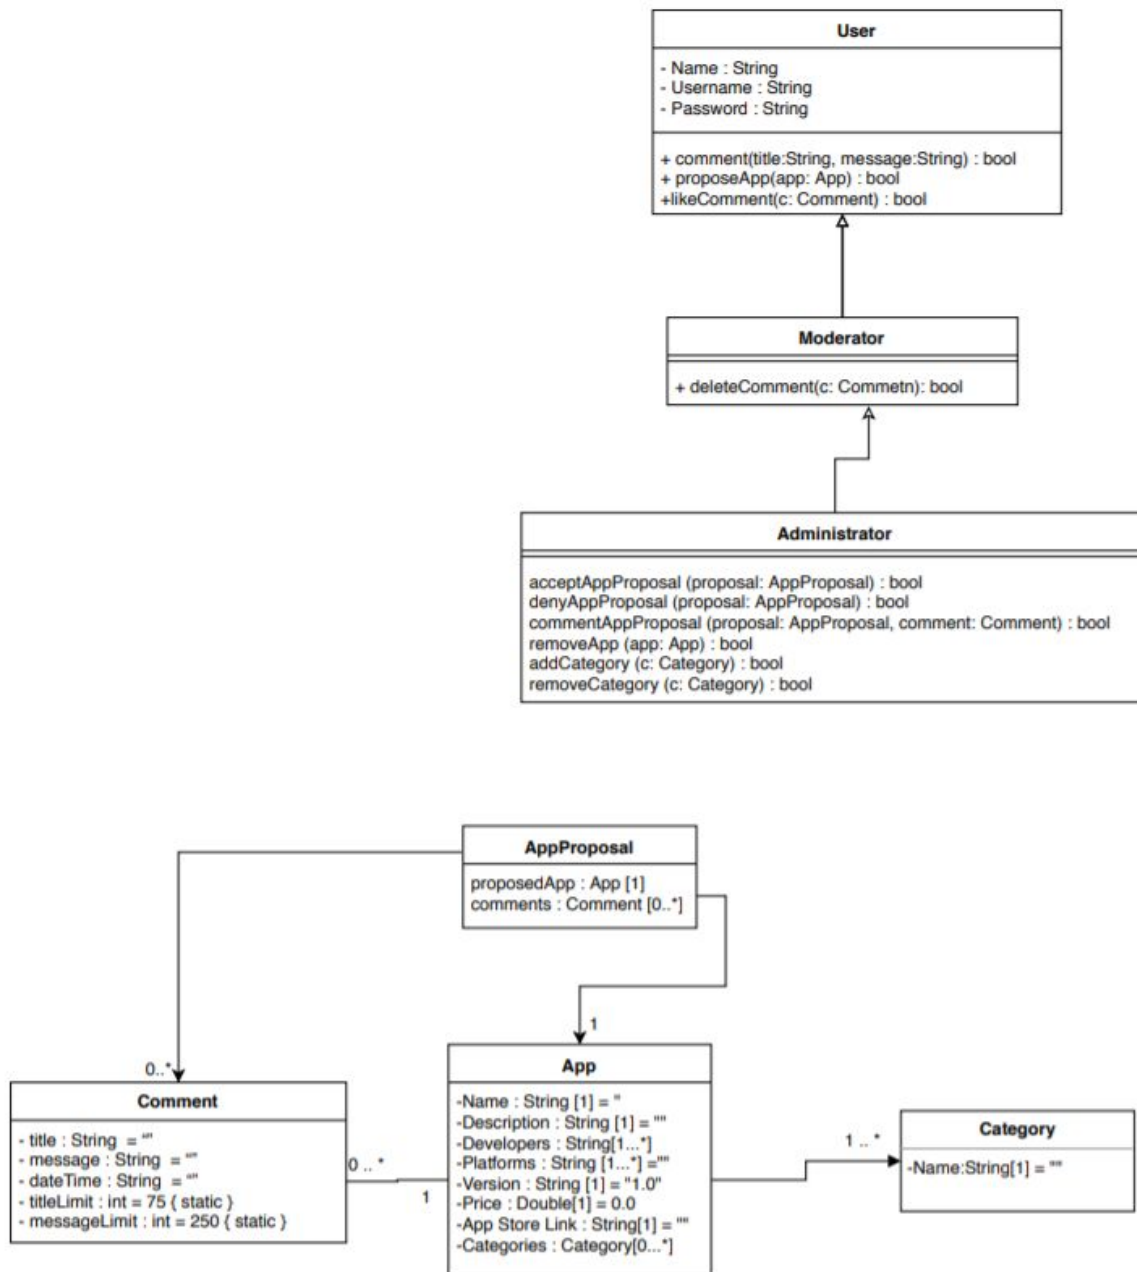 User
- Name : String
- Username : String
- Password : String
+ comment(title:String, message:String) : bool
+ proposeApp(app: App) : bool
+likeComment(c: Comment) : bool
Moderator
+ deleteComment(c: Commetn): bool
Administrator
acceptAppProposal (proposal: AppProposal) : bool
denyAppProposal (proposal: AppProposal) : bool
commentAppProposal (proposal: AppProposal, comment: Comment) : bool
removeApp (app: App) : bool
addCategory (c: Category) : bool
removeCategory (c: Category) : bool
AppProposal
proposedApp : App [1]
comments : Comment [0..*]
1
0..*
Comment
- title : String = “”
- message : String = “”
- dateTime : String = “”
- titleLimit : int = 75 { static }
- messageLimit : int = 250 { static }
0 .. *
1
App
-Name : String [1] = "
-Description : String [1] = ""
-Developers : String[1...*]
-Platforms : String [1...*] =""
-Version : String [1] = "1.0"
-Price : Double[1] = 0.0
-App Store Link : String[1] = ""
-Categories : Category[0...*]
1 .. *
Category
-Name:String[1] = ""